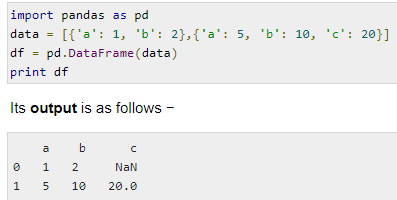 import pandas as pd
data = [{'a': 1, 'b': 2},{'a': 5, 'b': 10, 'c': 20}]
df = pd.DataFrame(data)
print df
Its output is as follows −
a b c
0 1 2 NaN
1 5 10 20.0